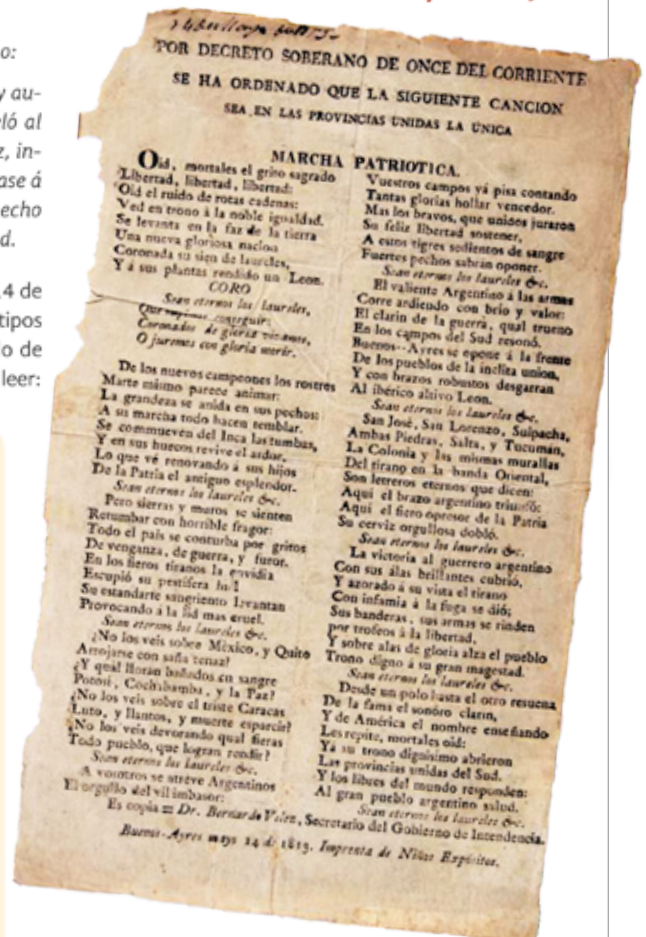 o:
y au-
ló al
z, in-
ase á
echo
d.
4 de
tipos
o de
leer:
POR DECRETO SOBERANO DE ONCE DEL CORRIENTE
SE HA ORDENADO QUE LA SIGUIENTE CANCION
SEA EN LAS PROVINCIAS UNIDAS LA UNICA
MARCHA PATRIOTICA.
Oid, mortales el grito sagrado
Libertad, libertad, libertad:
Oid el ruido de rotas cadenas:
Ved en trono á la noble igualdad.
Se levanta en la faz de la tierra
Una nueva gloriosa nacion
Coronada su sien de laureles,
Y á sus plantas rendido un Leon.
CORO
Sean eternos los laureles,
Que supimos conseguir:
Coronados de gloria vivamos,
O juremos con gloria morir.
De los nuevos campeones los rostros
Marte mismo parece animar:
La grandeza se anida en sus pechos:
A su marcha todo hacen temblar.
Se conmueven del Inca las tumbas,
Y en sus huecos revive el ardor,
Lo que vé renovando á sus hijos
De la Patria el antiguo esplendor.
Sean eternos los laureles &c.
Pero sierras y muros se sienten
Retumbar con horrible fragor:
Todo el pais se conturba por gritos
De venganza, de guerra, y furor.
En los fieros tiranos la envidia
Escupió su pestifera hiel
Su estandarte sangriento levantan
Provocando á la lid mas cruel.
Sean eternos los laureles &c.
¿No los veis sobre México, y Quito
Arrojarse con saña tenaz?
¿Y quál lloran bañados en sangre
Potosi, Cochabamba, y la Paz?
¿No los veis sobre el triste Caracas
Luto, y llantos, y muerte esparcir?
¿No los veis devorando qual fieras
Todo pueblo, que logran rendir?
Sean eternos los laureles &c.
A vosotros se atreve Argentinos
El orgullo del vil imbasor:
Vuestros campos yá pisa contando
Tantas glorias hollar vencedor.
Mas los bravos, que unidos juraron
Su feliz libertad sostener,
A estos tigres sedientos de sangre
Fuertes pechos sabrán oponer.
Sean eternos los laureles &c.
El valiente Argentino á las armas
Corre ardiendo con brio y valor:
El clarin de la guerra, qual trueno
En los campos del Sud resonó.
Buenos-Ayres se opone á la frente
De los pueblos de la inclita union,
Y con brazos robustos desgarran
Al ibérico altivo Leon.
Sean eternos los laureles &c.
San José, San Lorenzo, Suipacha,
Ambas Piedras, Salta, y Tucumán,
La Colonia y las mismas murallas
Del tirano en la banda Oriental,
Son letreros eternos que dicen:
Aqui el brazo argentino triunfó:
Aqui el fiero opresor de la Patria
Su cerviz orgullosa dobló.
Sean eternos los laureles &c.
La victoria al guerrero argentino
Con sus álas brillantes cubrió,
Y azorado á su vista el tirano
Con infamia á la fuga se dió;
Sus banderas, sus armas se rinden
por trofeos á la libertad,
Y sobre alas de gloria alza el pueblo
Trono digno á su gran magestad.
Sean eternos los laureles &c.
Desde un polo hasta el otro resuena
De la fama el sonóro clarin,
Y de América el nombre enseñando
Les repite, mortales oid:
Ya su trono dignisimo abrieron
Las provincias unidas del Sud.
Y los libres del mundo responden:
Al gran pueblo argentino salud.
Sean eternos los laureles &c.
Es copia = Dr. Bernardo Velez, Secretario del Gobierno de Intendencia.
Buenos-Ayres mayo 14 de 1813. Imprenta de Niños Expósitos.